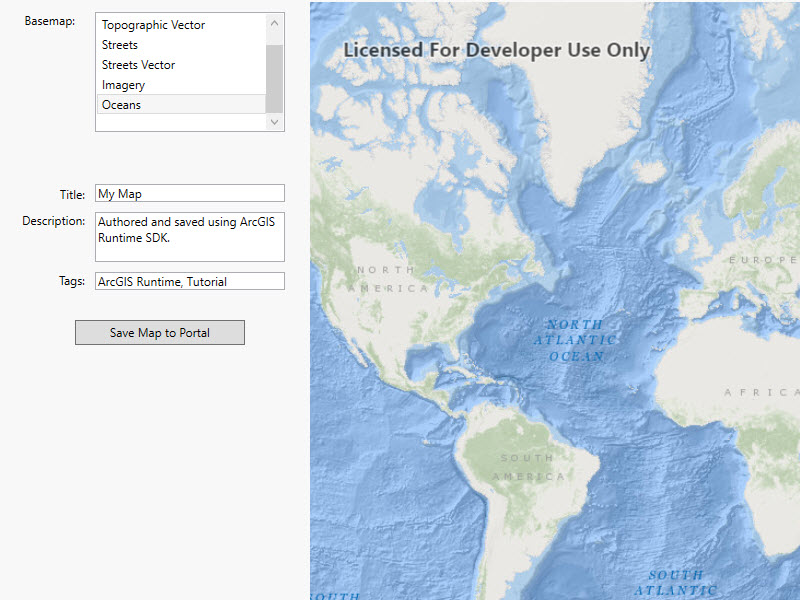 Basemap:
Topographic Vector
Streets
Streets Vector
Imagery
Oceans
Title:
My Map
Description:
Authored and saved using ArcGIS
Runtime SDK.
Tags:
ArcGIS Runtime, Tutorial
Save Map to Portal
Licensed For Developer Use Only
NORTH
AMERICA
EUROPE
NORTH
ATLANTIC
OCEAN
AFRICA
SOUTH
AMERICA
SOUTH
ATLANTIC
OUTH